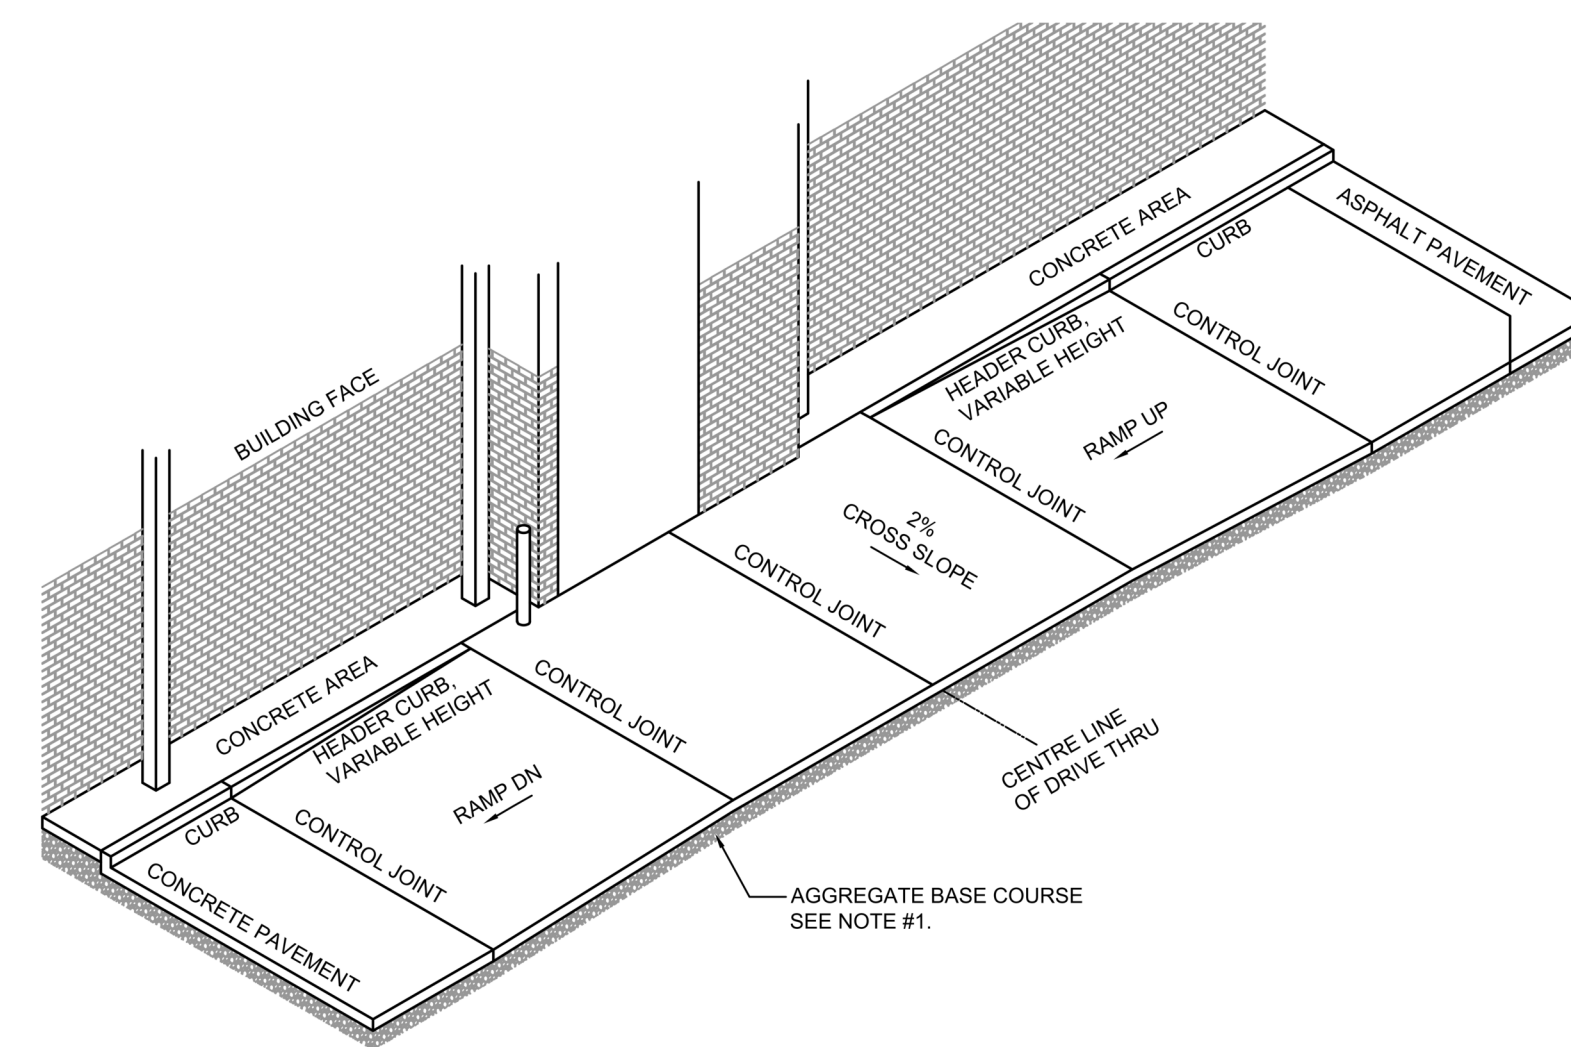 BUILDING FACE
CONCRETE AREA
ASPHALT PAVEMENT
CURB
CONTROL JOINT
HEADER CURB,
VARIABLE HEIGHT
RAMP UP
CONTROL JOINT
2%
CROSS SLOPE
CONTROL JOINT
CONCRETE AREA
HEADER CURB,
VARIABLE HEIGHT
CONTROL JOINT
RAMP DN
CURB
CONTROL JOINT
CONCRETE PAVEMENT
CENTRE LINE
OF DRIVE THRU
AGGREGATE BASE COURSE
SEE NOTE #1.